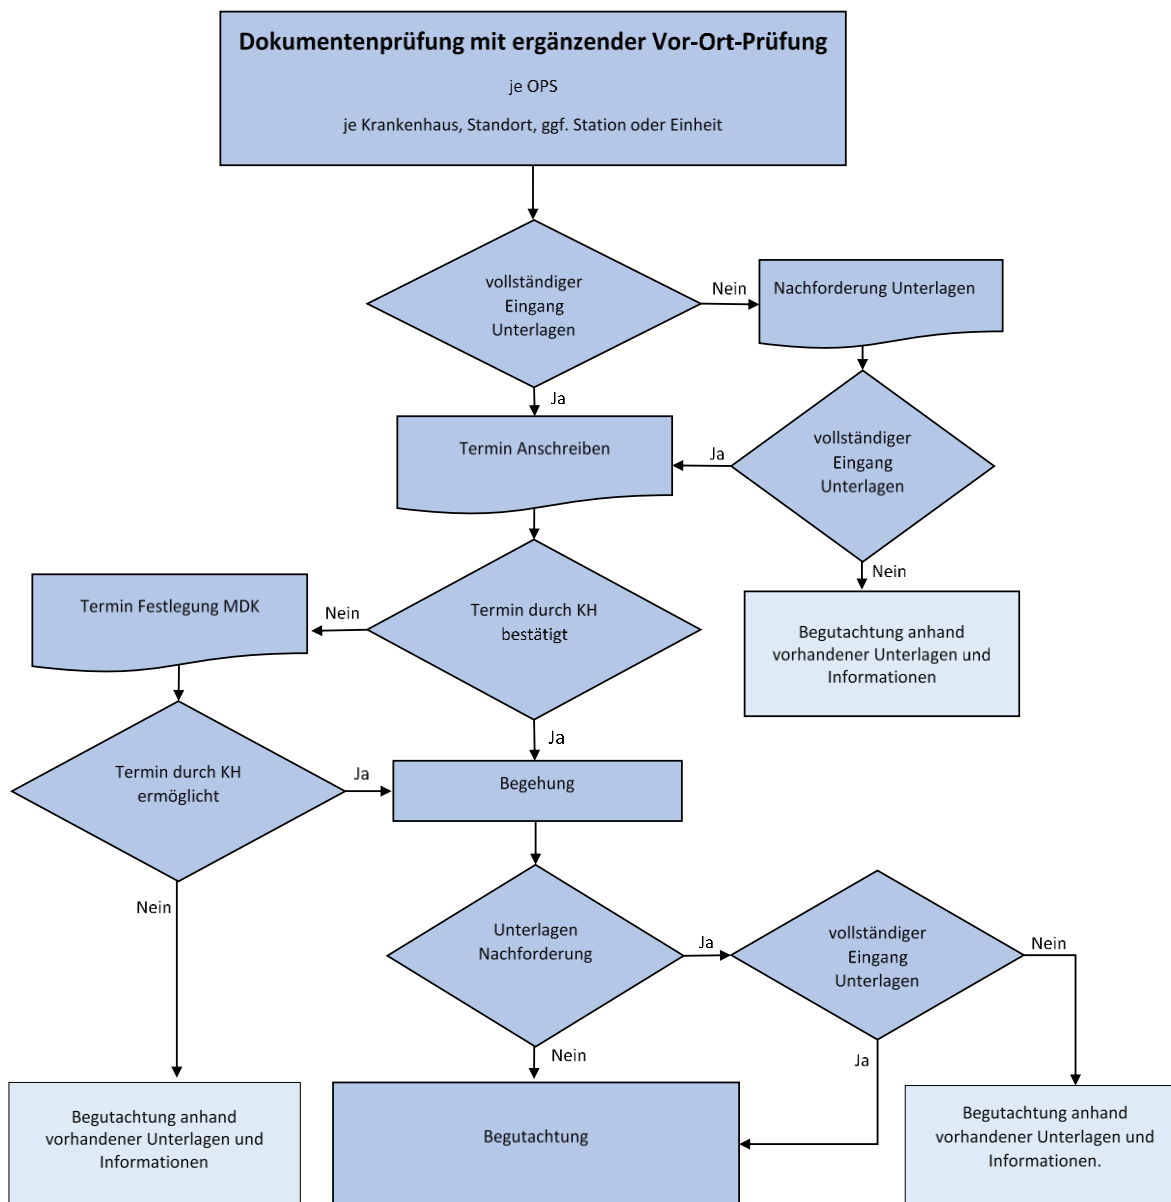 Dokumentenprüfung mit ergänzender Vor-Ort-Prüfung
je OPS
je Krankenhaus, Standort, ggf. Station oder Einheit
vollständiger
Eingang
Unterlagen
Nein
Nachforderung Unterlagen
Ja
Termin Anschreiben
Ja
vollständiger
Eingang
Unterlagen
Nein
Termin Festlegung MDK
Nein
Termin durch KH
bestätigt
Begutachtung anhand
vorhandener Unterlagen und
Informationen
Ja
Termin durch KH
ermöglicht
Ja
Begehung
Nein
Unterlagen
Nachforderung
Ja
vollständiger
Eingang
Unterlagen
Nein
Nein
Ja
Begutachtung anhand
vorhandener Unterlagen und
Informationen
Begutachtung
Begutachtung anhand
vorhandener Unterlagen und
Informationen.